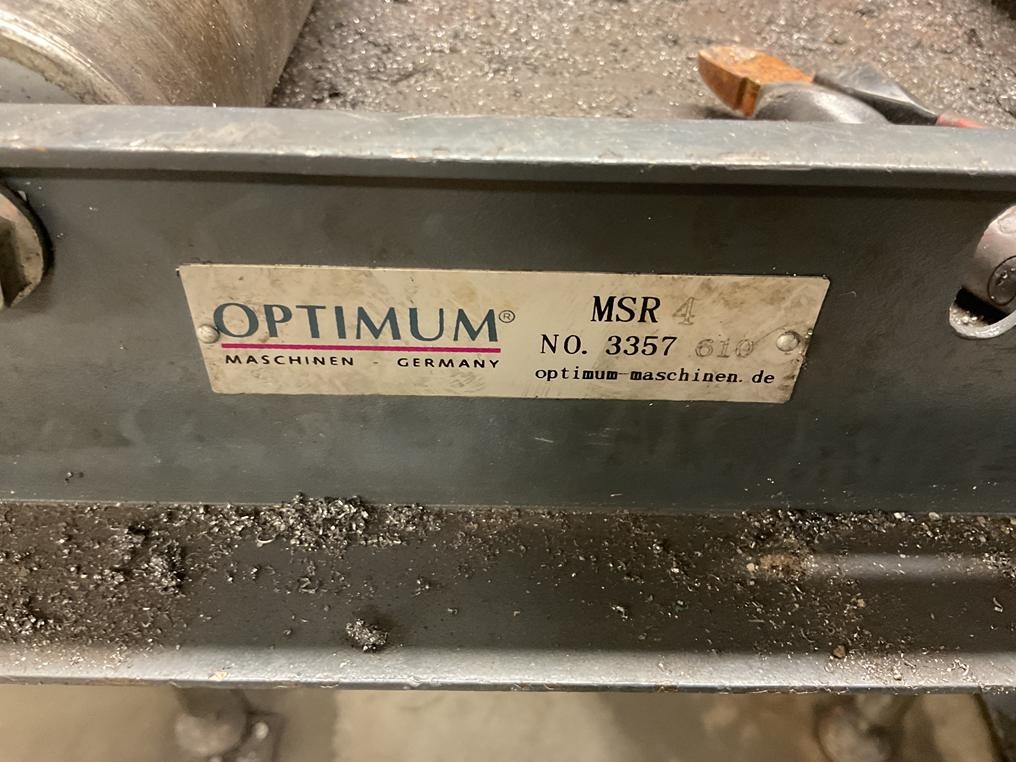 OPTIMUM®
MASCHINEN - GERMANY
MSR 4
NO. 3357 610
optimum-maschinen.de